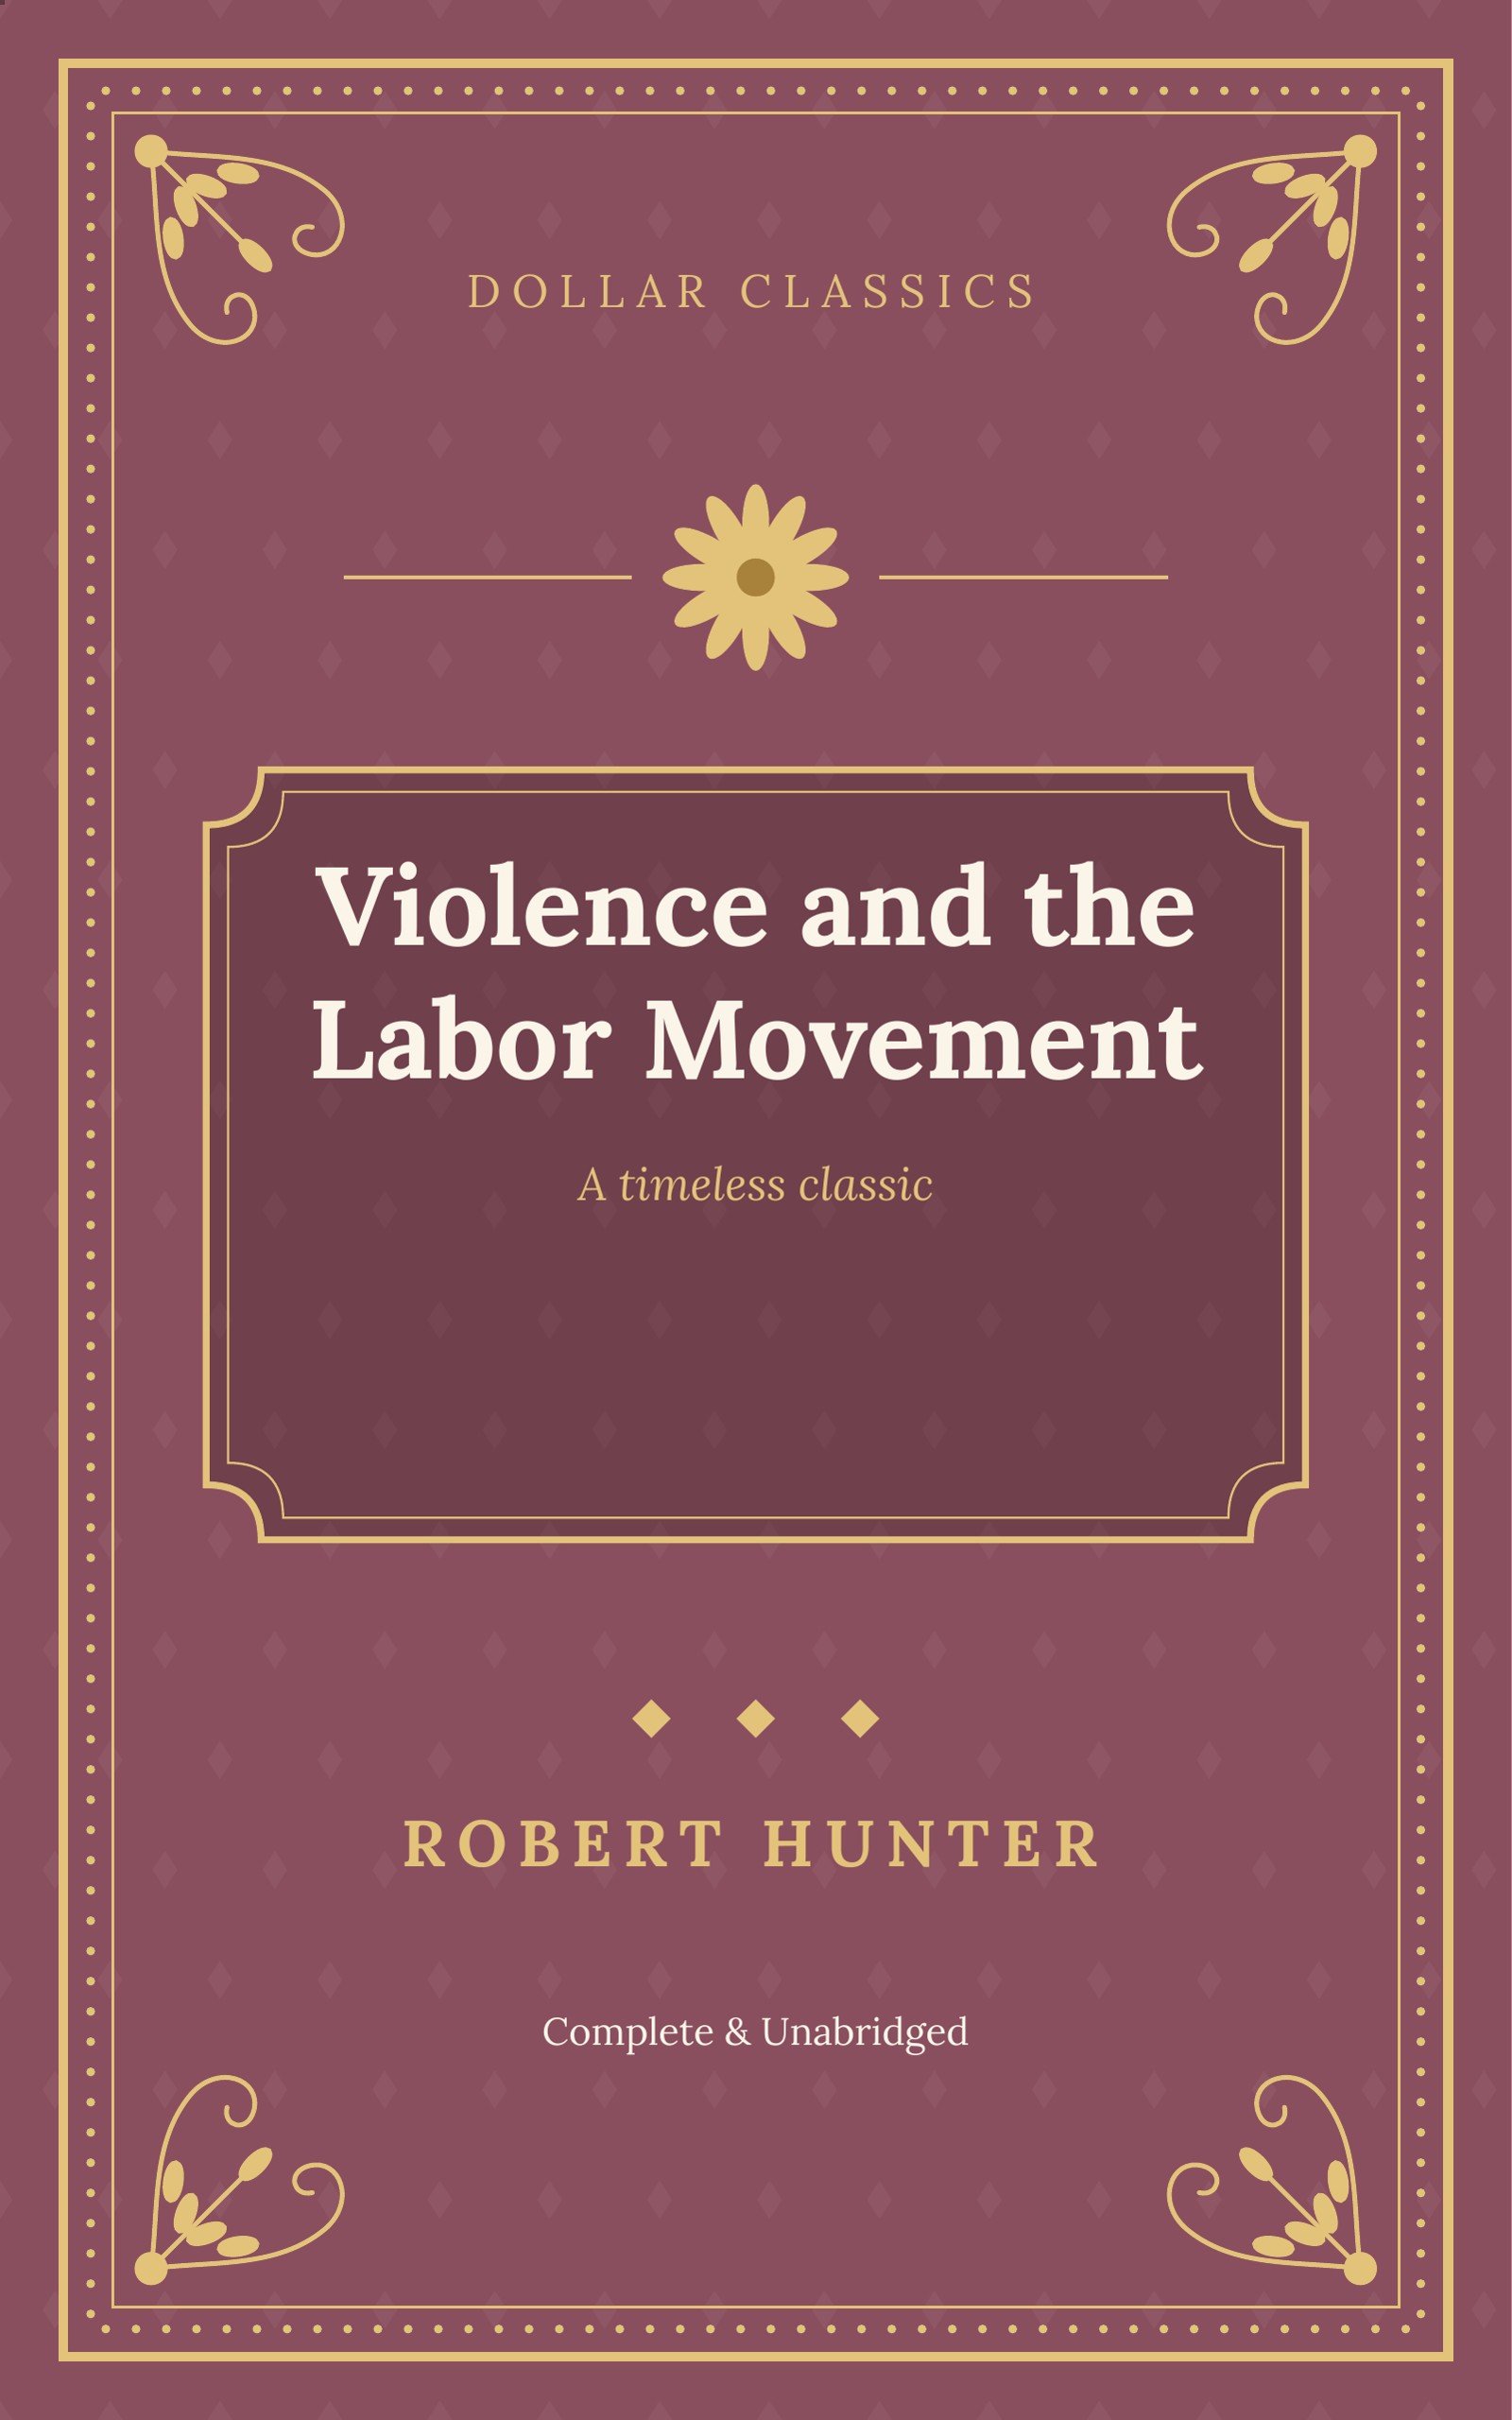 DOLLAR CLASSICS
Violence and the
Labor Movement
A timeless classic
ROBERT HUNTER
Complete & Unabridged